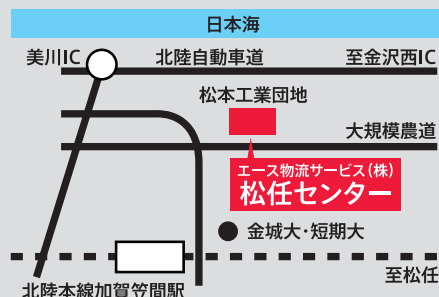 日本海
美川IC
北陸自動車道
至金沢西IC
松本工業団地
大規模農道
エース物流サービス(株)
松任センター
金城大・短期大
至松任
北陸本線加賀笠間駅